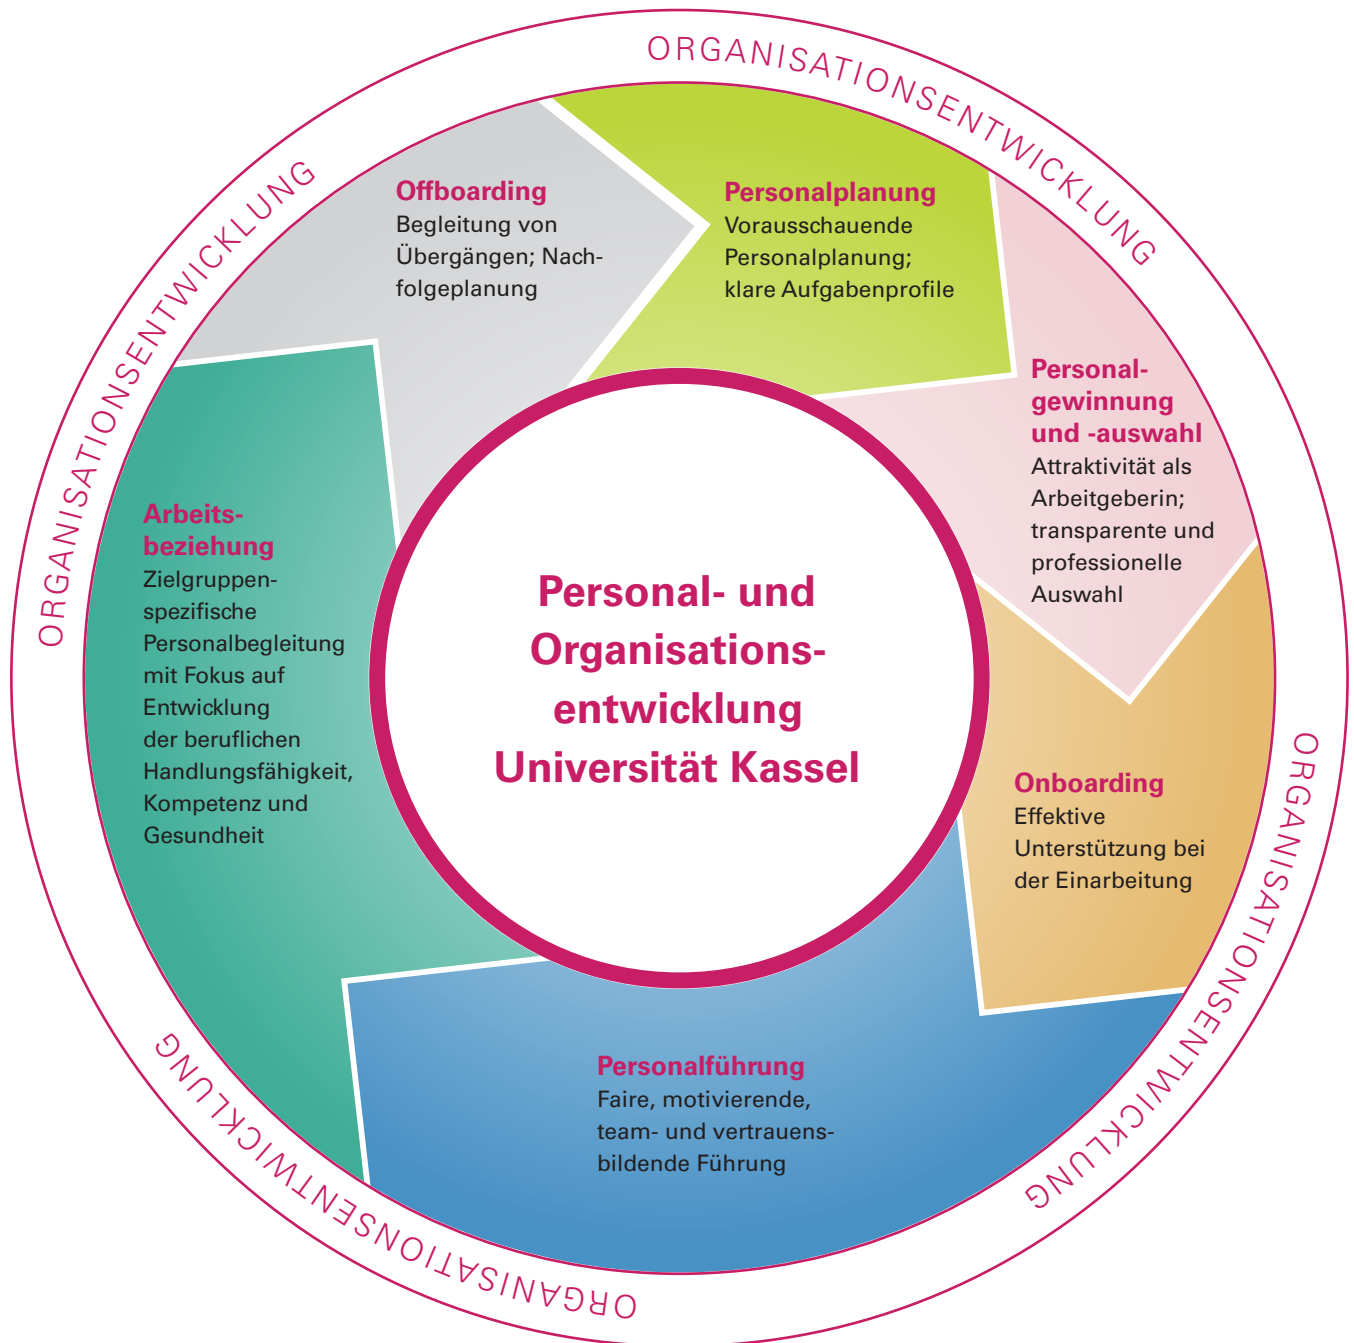 ORGANISATIONSENTWICKLUNG
ORGANISATIONSENTWICKLUNG
ORGANISATIONSENTWICKLUNG
ORGANISATIONSENTWICKLUNG
Offboarding
Begleitung von
Übergängen; Nach-
folgeplanung
Personalplanung
Vorausschauende
Personalplanung;
klare Aufgabenprofile
Personal-
gewinnung
und -auswahl
Attraktivität als
Arbeitgeberin;
transparente und
professionelle
Auswahl
Onboarding
Effektive
Unterstützung bei
der Einarbeitung
Personalführung
Faire, motivierende,
team- und vertrauens-
bildende Führung
Arbeits-
beziehung
Zielgruppen-
spezifische
Personalbegleitung
mit Fokus auf
Entwicklung
der beruflichen
Handlungsfähigkeit,
Kompetenz und
Gesundheit
Personal- und
Organisations-
entwicklung
Universität Kassel